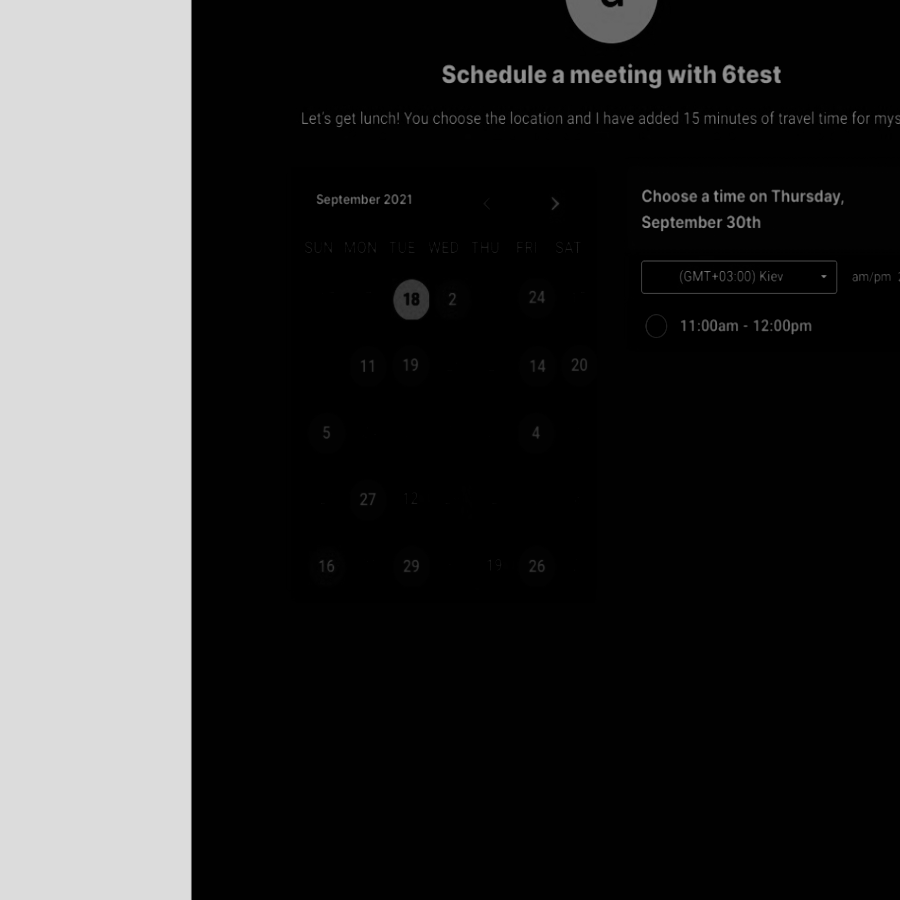 a
Schedule a meeting with 6test
Let's get lunch! You choose the location and I have added 15 minutes of travel time for mys
September 2021
SUN MON TUE WED THU FRI SAT
18 2 24
11 19 14 20
5 4
27 12
16 29 19 26
Choose a time on Thursday,
September 30th
(GMT+03:00) Kiev
am/pm
11:00am - 12:00pm